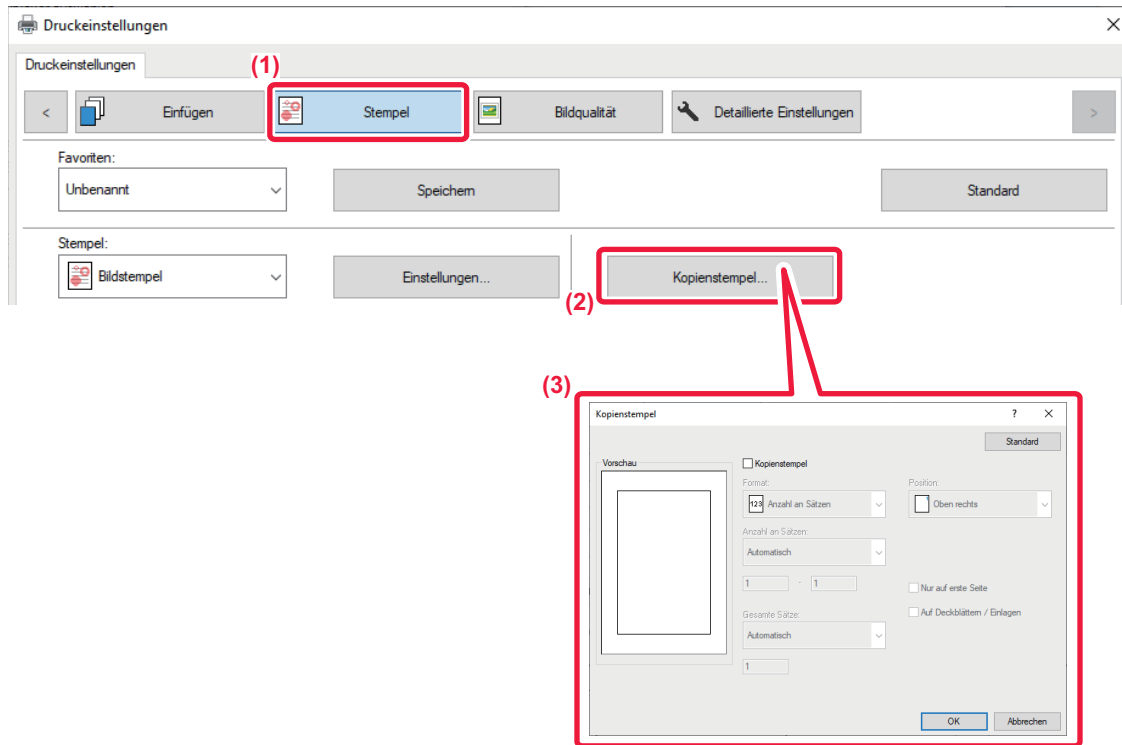 Druckeinstellungen
Druckeinstellungen
(1)
< Einfügen Stempel Bildqualität Detaillierte Einstellungen >
Favoriten:
Unbenannt Speichern Standard
Stempel:
Bildstempel Einstellungen... Kopienstempel...
(2)
(3)
Kopienstempel ? ×
Standard
Vorschau Kopienstempel
Format: Position:
123 Anzahl an Sätzen Oben rechts
Anzahl an Sätzen:
Automatisch
1 - 1 Nur auf erste Seite
Gesamte Sätze: Auf Deckblättern / Einlagen
Automatisch
1
OK Abbrechen